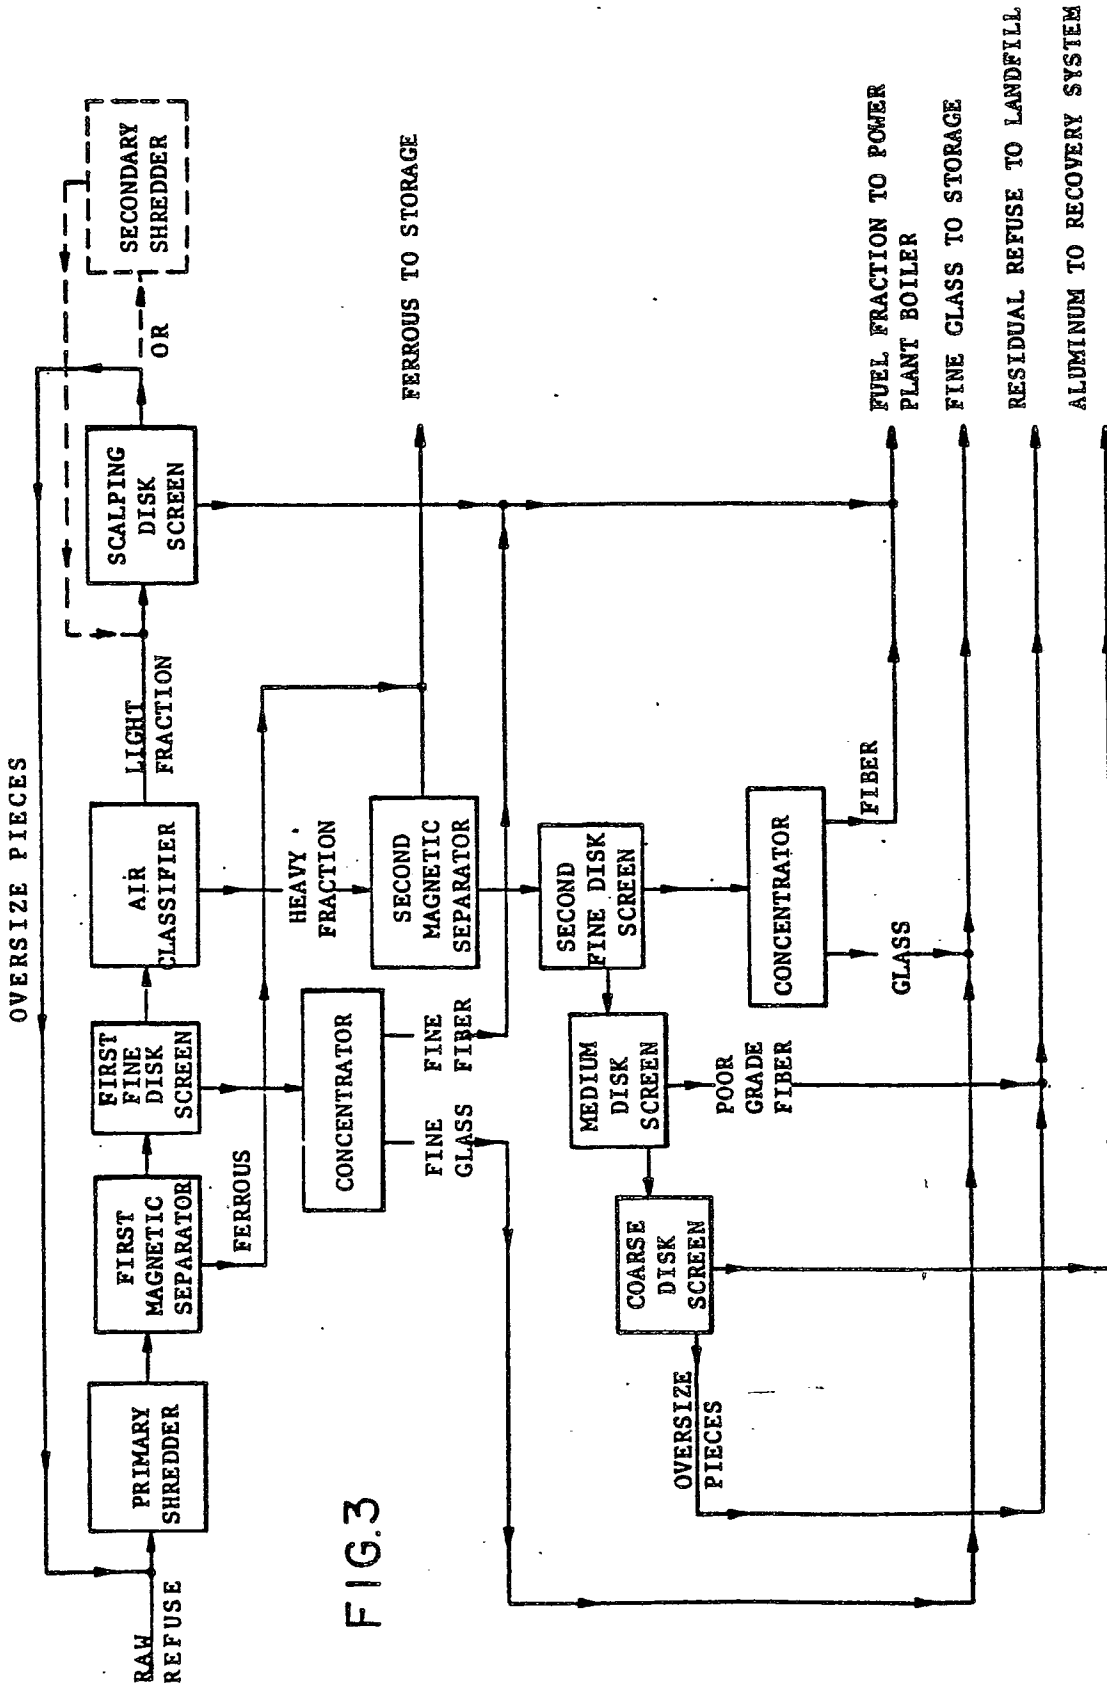 OVERSIZE PIECES
RAW
REFUSE
PRIMARY
SHREDDER
FIRST
MAGNETIC
SEPARATOR
FIRST
FINE
DISK
SCREEN
AIR
CLASSIFIER
LIGHT
FRACTION
SCALPING
DISK
SCREEN
OR
SECONDARY
SHREDDER
FERROUS
HEAVY
FRACTION
CONCENTRATOR
FINE
GLASS
FINE
FIBER
SECOND
MAGNETIC
SEPARATOR
FERROUS TO STORAGE
SECOND
FINE DISK
SCREEN
MEDIUM
DISK
SCREEN
COARSE
DISK
SCREEN
OVERSIZE
PIECES
POOR
GRADE
FIBER
CONCENTRATOR
GLASS
FIBER
FUEL FRACTION TO POWER
PLANT BOILER
FINE GLASS TO STORAGE
RESIDUAL REFUSE TO LANDFILL
ALUMINUM TO RECOVERY SYSTEM
FIG.3